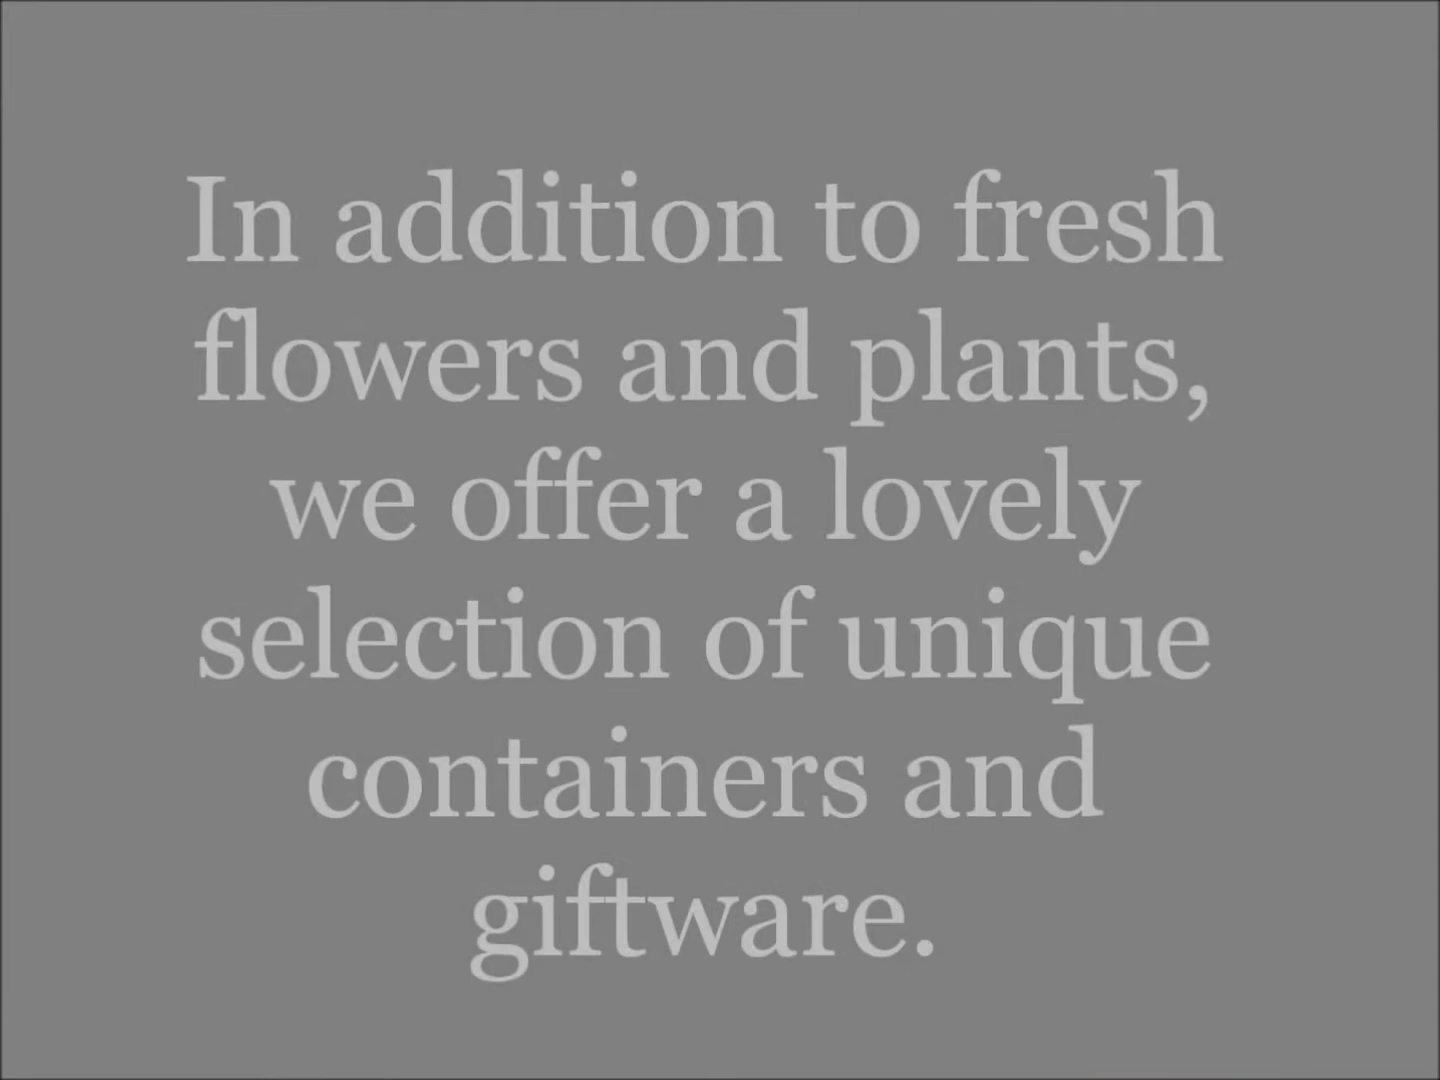 In addition to fresh
flowers and plants,
we offer a lovely
selection of unique
containers and
giftware.